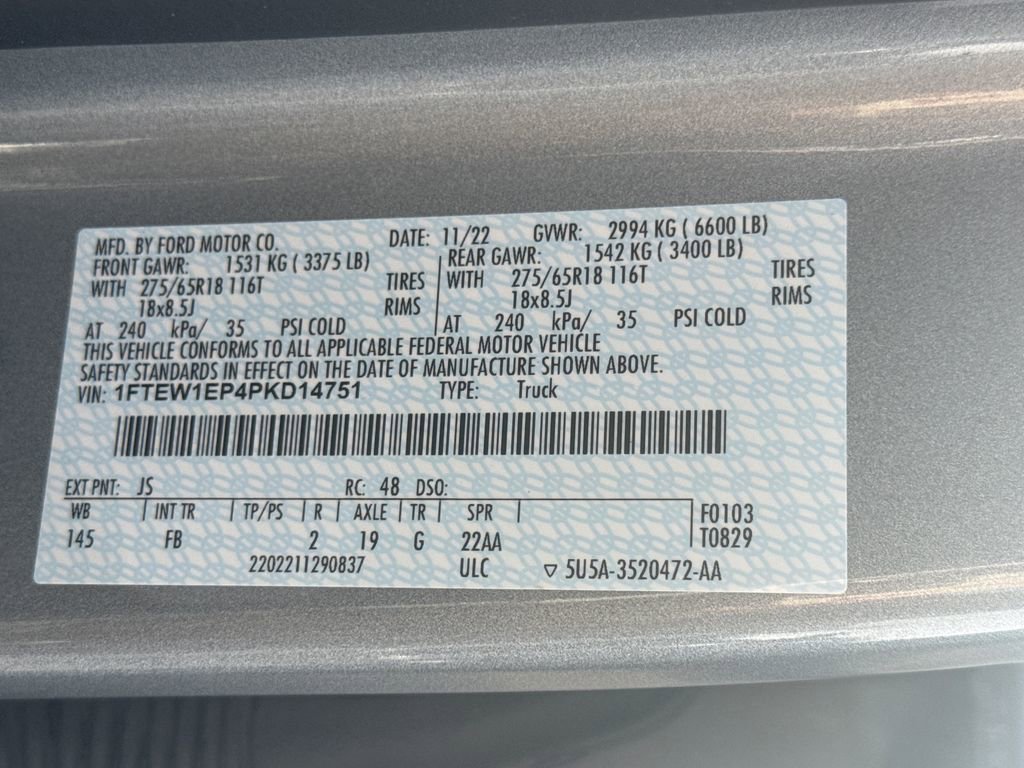 MFD. BY FORD MOTOR CO. DATE: 11/22 GVWR: 2994 KG ( 6600 LB)
FRONT GAWR: 1531 KG ( 3375 LB) REAR GAWR: 1542 KG ( 3400 LB)
WITH 275/65R18 116T TIRES WITH 275/65R18 116T TIRES
18x8.5J RIMS 18x8.5J RIMS
AT 240 kPa/ 35 PSI COLD AT 240 kPa/ 35 PSI COLD
THIS VEHICLE CONFORMS TO ALL APPLICABLE FEDERAL MOTOR VEHICLE
SAFETY STANDARDS IN EFFECT ON THE DATE OF MANUFACTURE SHOWN ABOVE.
VIN: 1FTEW1EP4PKD14751 TYPE: Truck
EXT PNT: JS RC: 48 DSO:
WB INT TR TP/PS R AXLE TR SPR F0103
145 FB 2 19 G 22AA T0829
2202211290837 ULC ▽ 5U5A-3520472-AA